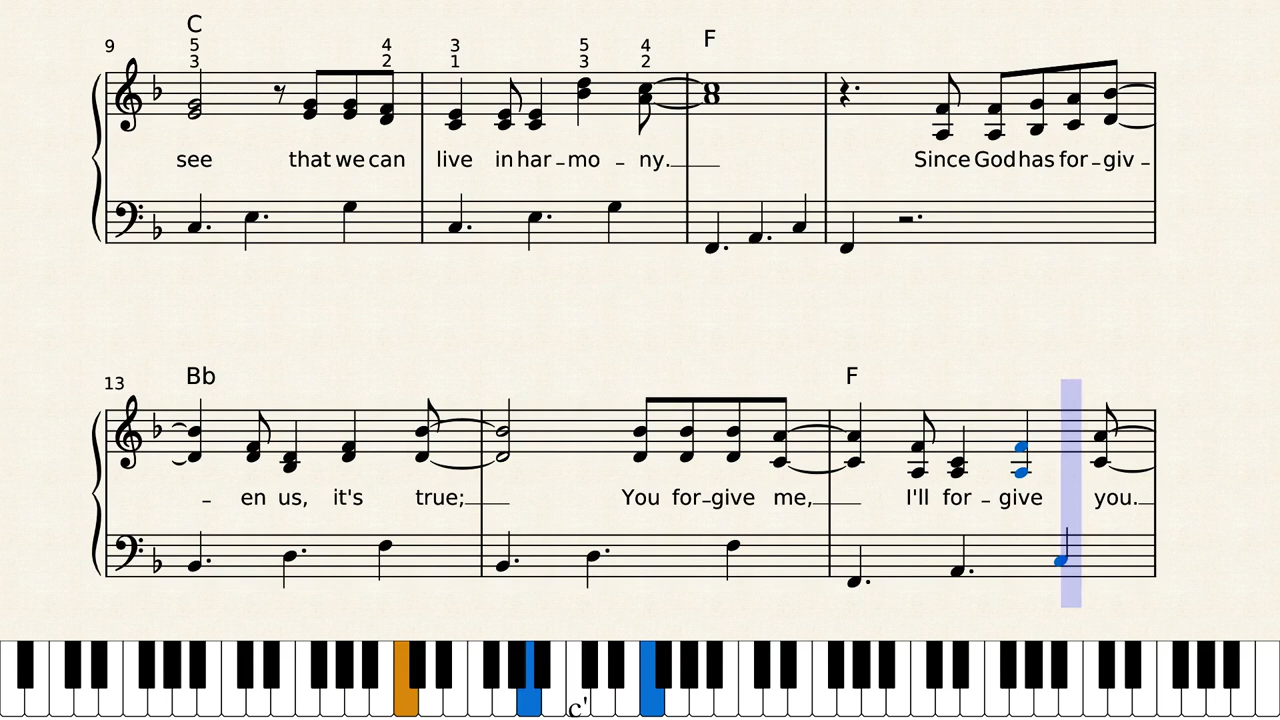 C F
9 5 4 3 5 4
3 2 1 3 2
see that we can live in har - mo - ny. Since God has for - giv -
Bb F
13
- en us, it's true; You for - give me, I'll for - give you.
c'